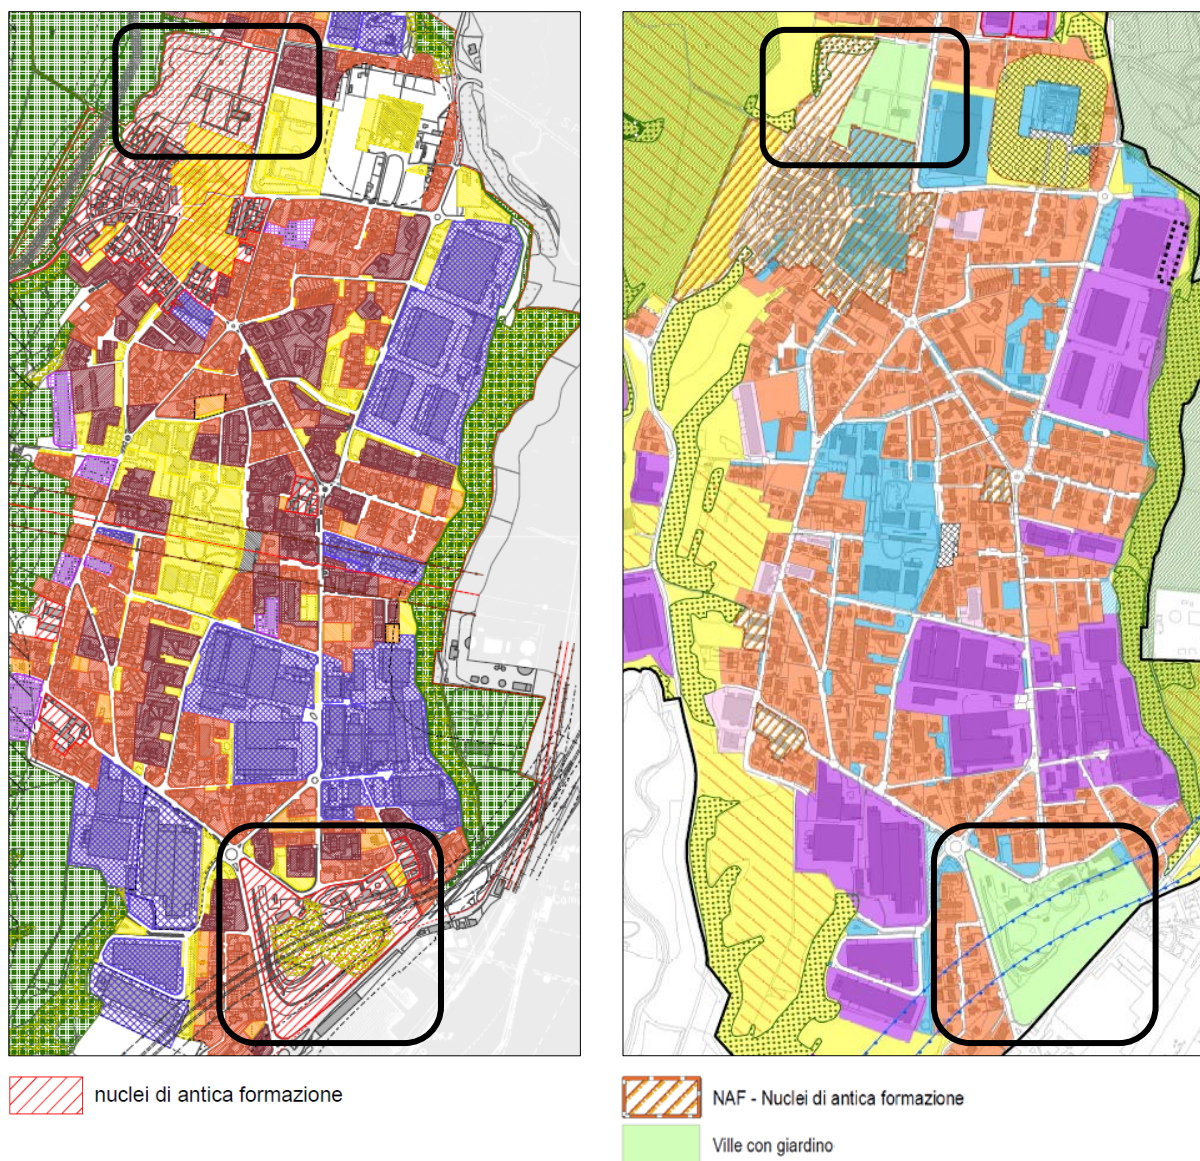 nuclei di antica formazione
NAF - Nuclei di antica formazione
Ville con giardino